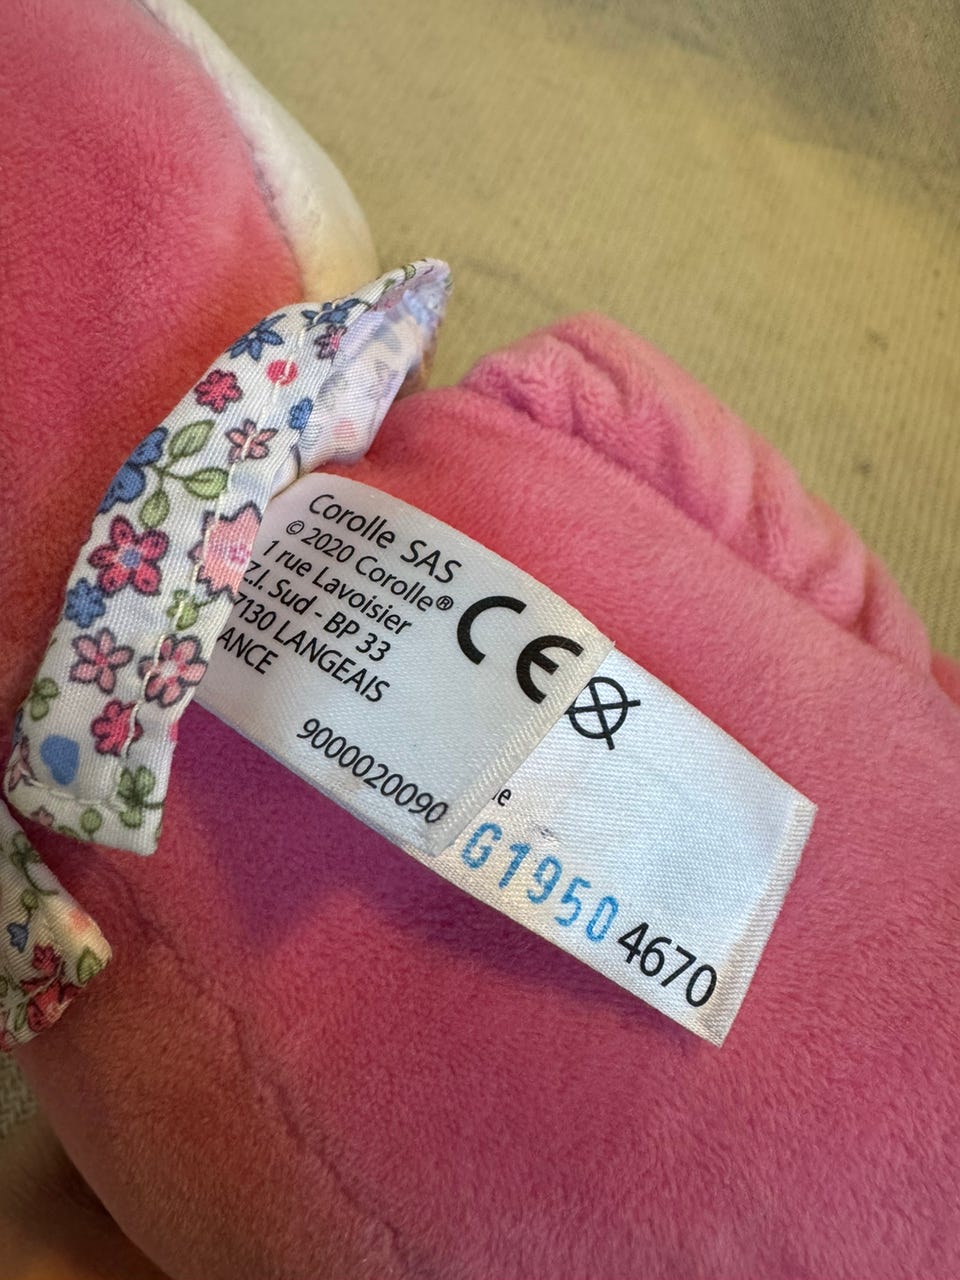 Corolle SAS
© 2020 Corolle®
1 rue Lavoisier
Z.I. Sud - BP 33
7130 LANGEAIS
ANCE
CE
9000020090
G1950 4670